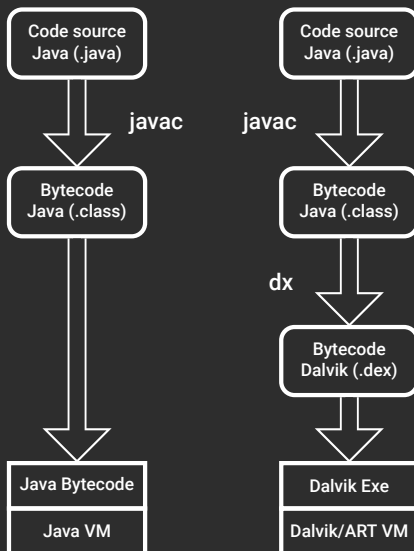 Code source
Java (.java)
javac
Bytecode
Java (.class)
Java Bytecode
Java VM
Code source
Java (.java)
javac
Bytecode
Java (.class)
dx
Bytecode
Dalvik (.dex)
Dalvik Exe
Dalvik/ART VM